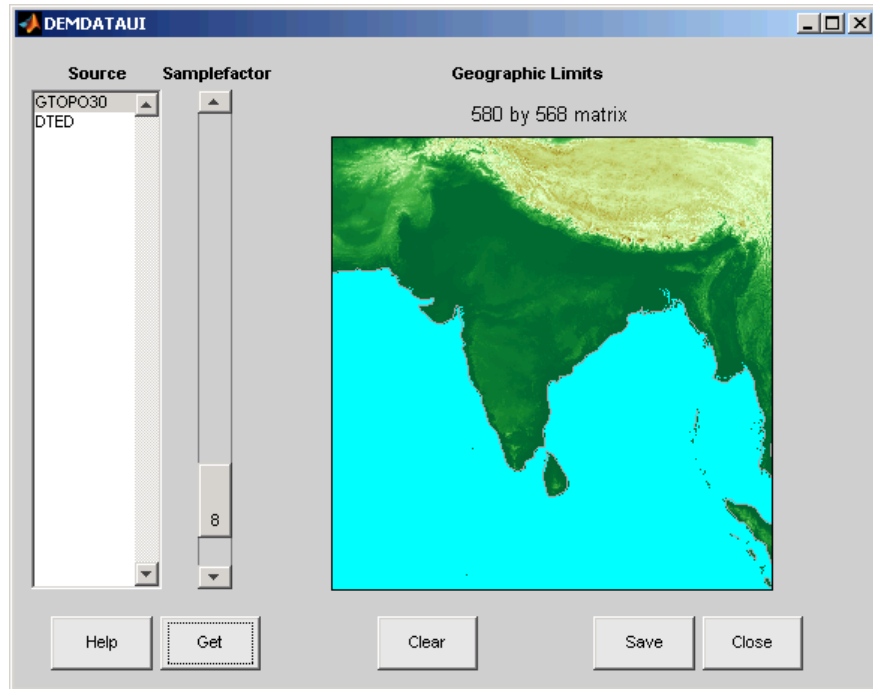 DEMDATAUI
Source Samplefactor Geographic Limits
GTOPO30
DTED
580 by 568 matrix
8
Help Get Clear Save Close